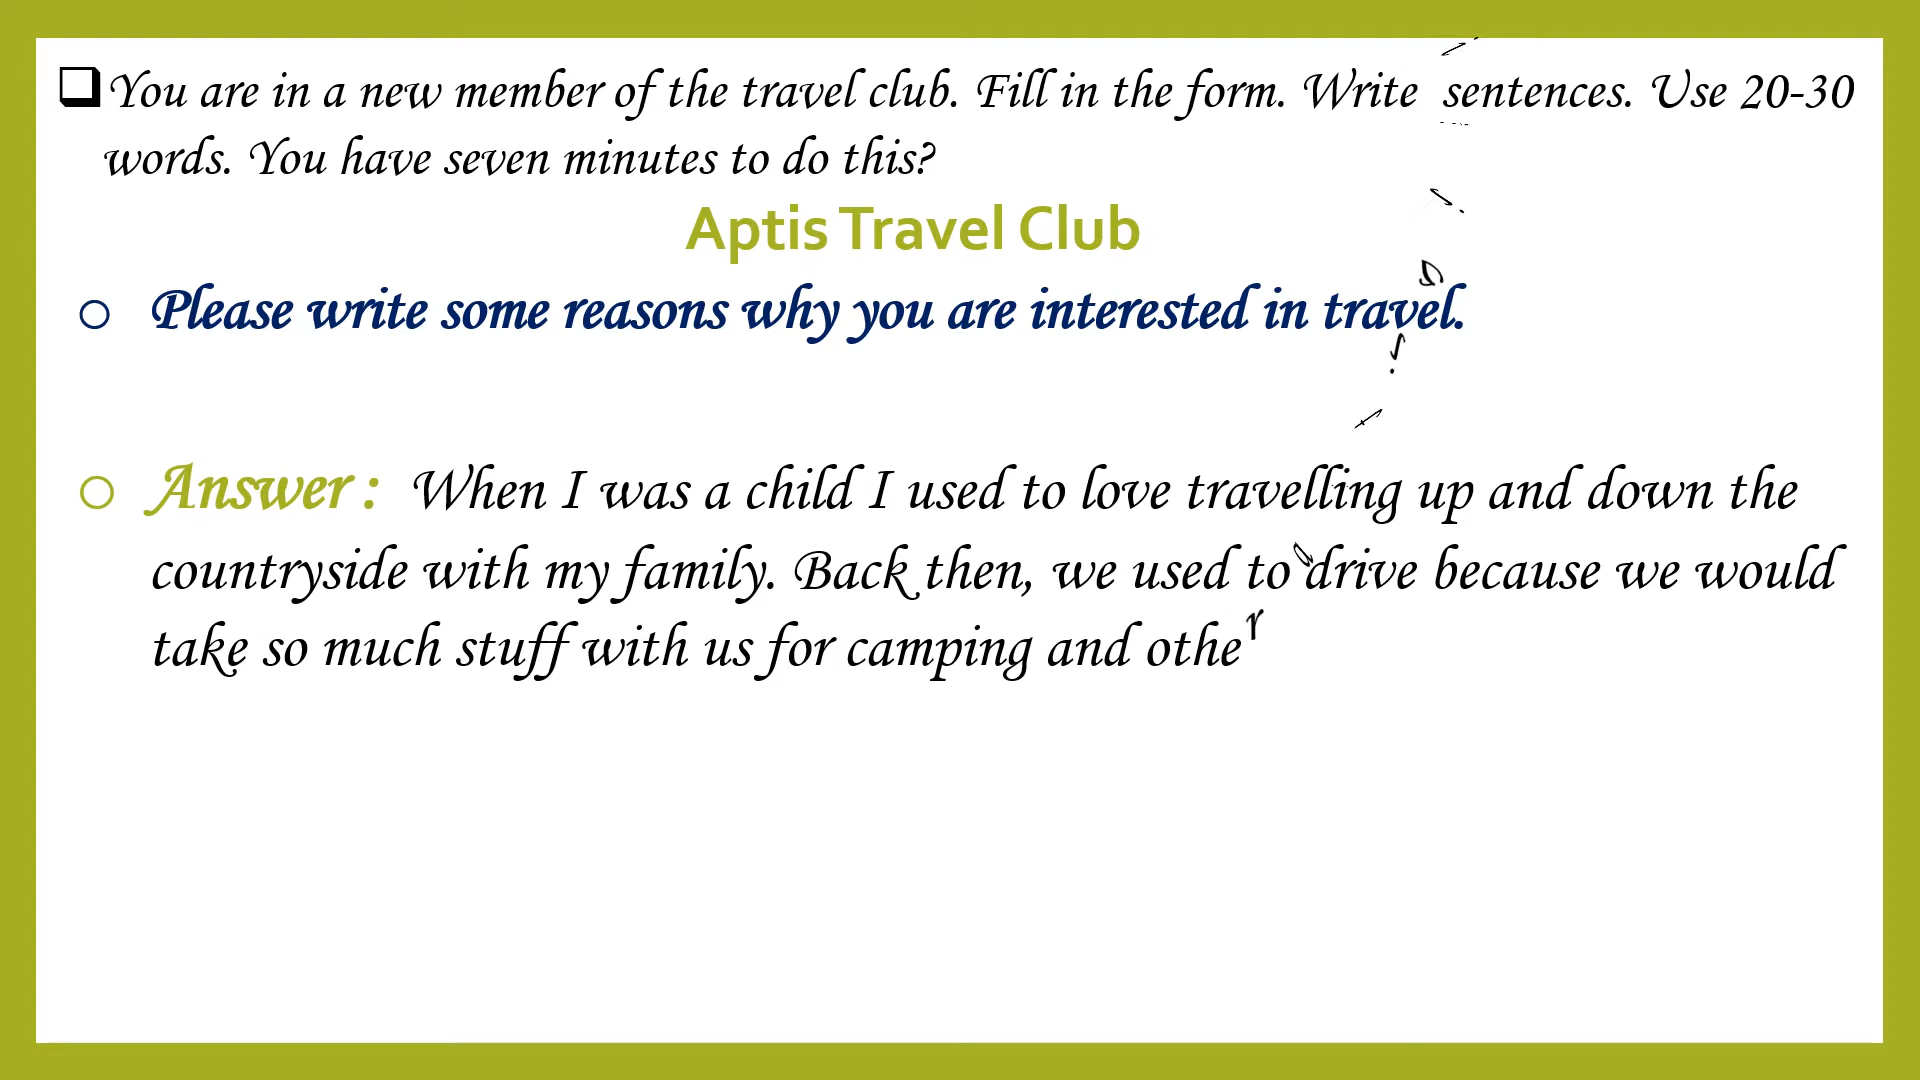 You are in a new member of the travel club. Fill in the form. Write sentences. Use 20-30
words. You have seven minutes to do this?
Aptis Travel Club
Please write some reasons why you are interested in travel.
Answer : When I was a child I used to love travelling up and down the
countryside with my family. Back then, we used to drive because we would
take so much stuff with us for camping and other